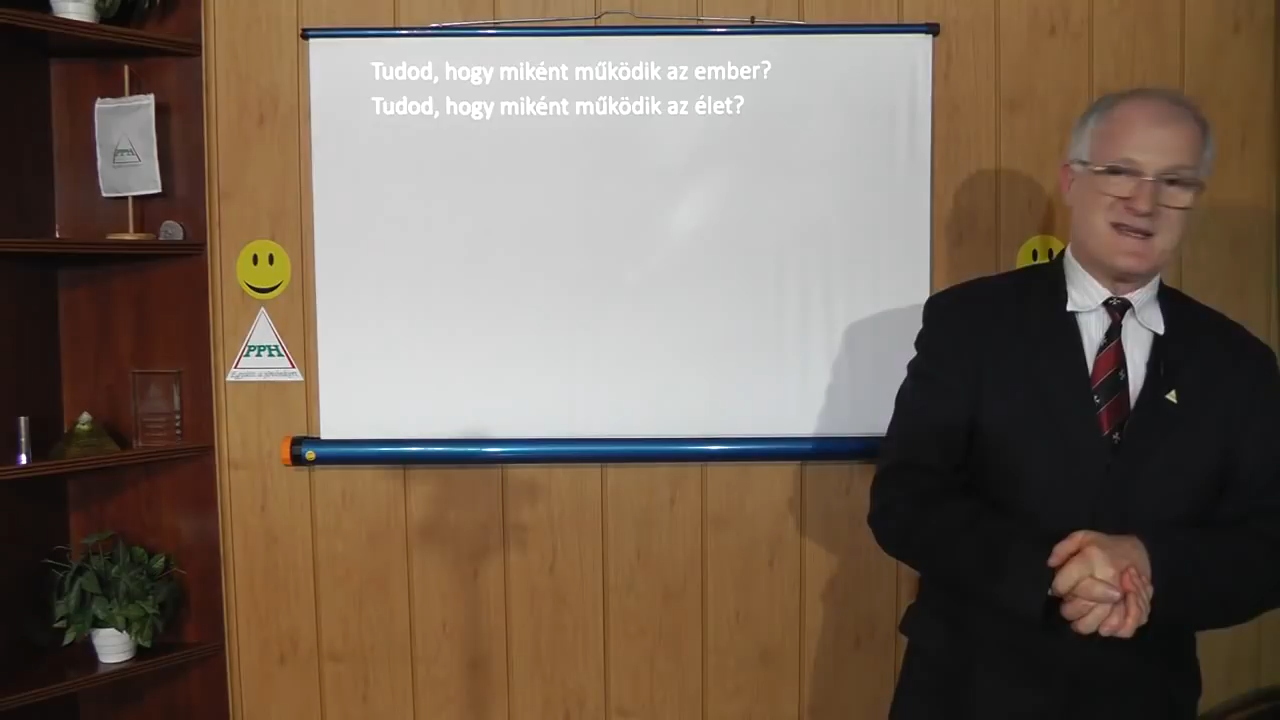 Tudod, hogy miként működik az ember?
Tudod, hogy miként működik az élet?
PPH